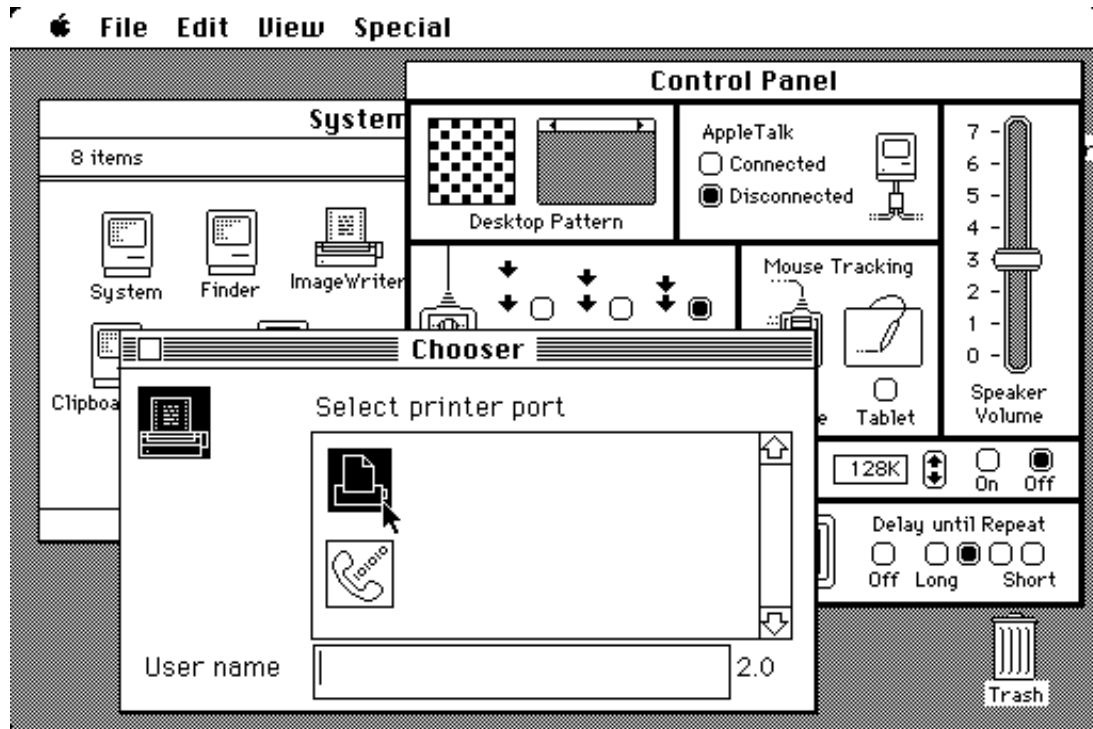 File Edit View Special
Control Panel
System
8 items
System
Finder
ImageWriter
Desktop Pattern
AppleTalk
Connected
Disconnected
7
6
5
4
3
2
1
0
Speaker
Volume
Mouse Tracking
Tablet
128K
On
Off
Delay until Repeat
Off Long Short
Chooser
Select printer port
User name
2.0
Trash